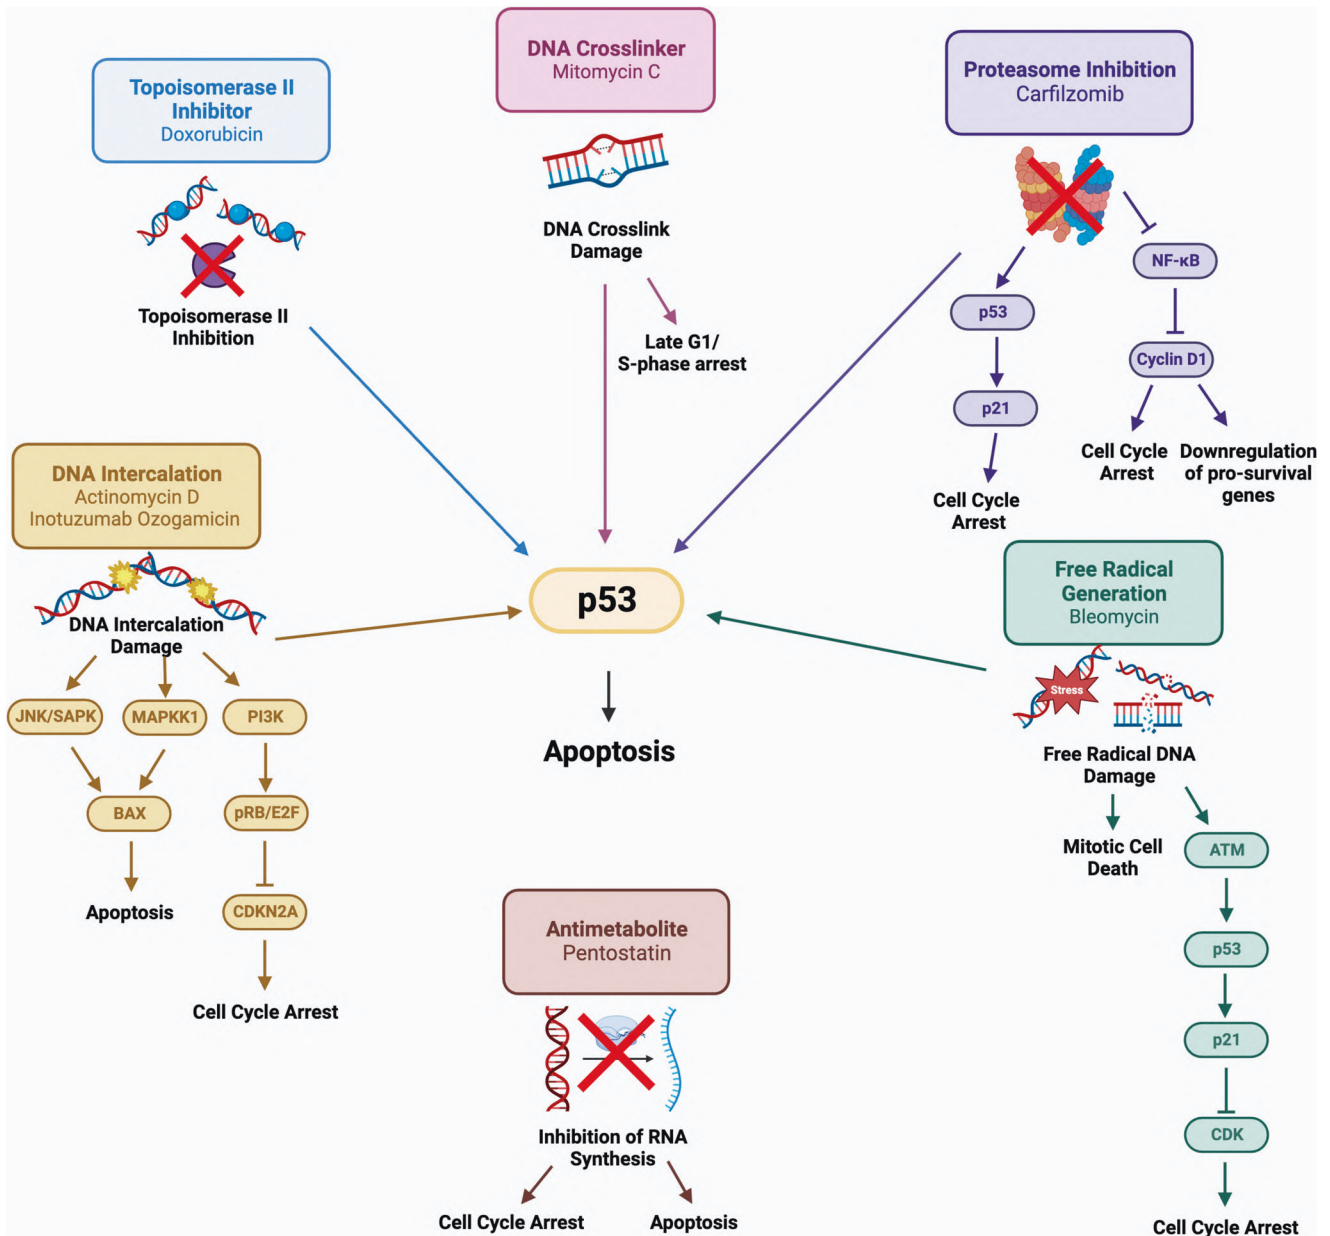 DNA Crosslinker
Mitomycin C
DNA Crosslink
Damage
Late G1/
S-phase arrest
Topoisomerase II
Inhibitor
Doxorubicin
Topoisomerase II
Inhibition
Proteasome Inhibition
Carfilzomib
NF-κB
p53
Cyclin D1
p21
Cell Cycle
Arrest
Downregulation
of pro-survival
genes
Cell Cycle
Arrest
DNA Intercalation
Actinomycin D
Inotuzumab Ozogamicin
DNA Intercalation
Damage
JNK/SAPK
MAPKK1
PI3K
BAX
pRB/E2F
Apoptosis
CDKN2A
Cell Cycle Arrest
p53
Apoptosis
Free Radical
Generation
Bleomycin
Stress
Free Radical DNA
Damage
Mitotic Cell
Death
ATM
p53
p21
CDK
Cell Cycle Arrest
Antimetabolite
Pentostatin
Inhibition of RNA
Synthesis
Cell Cycle Arrest
Apoptosis